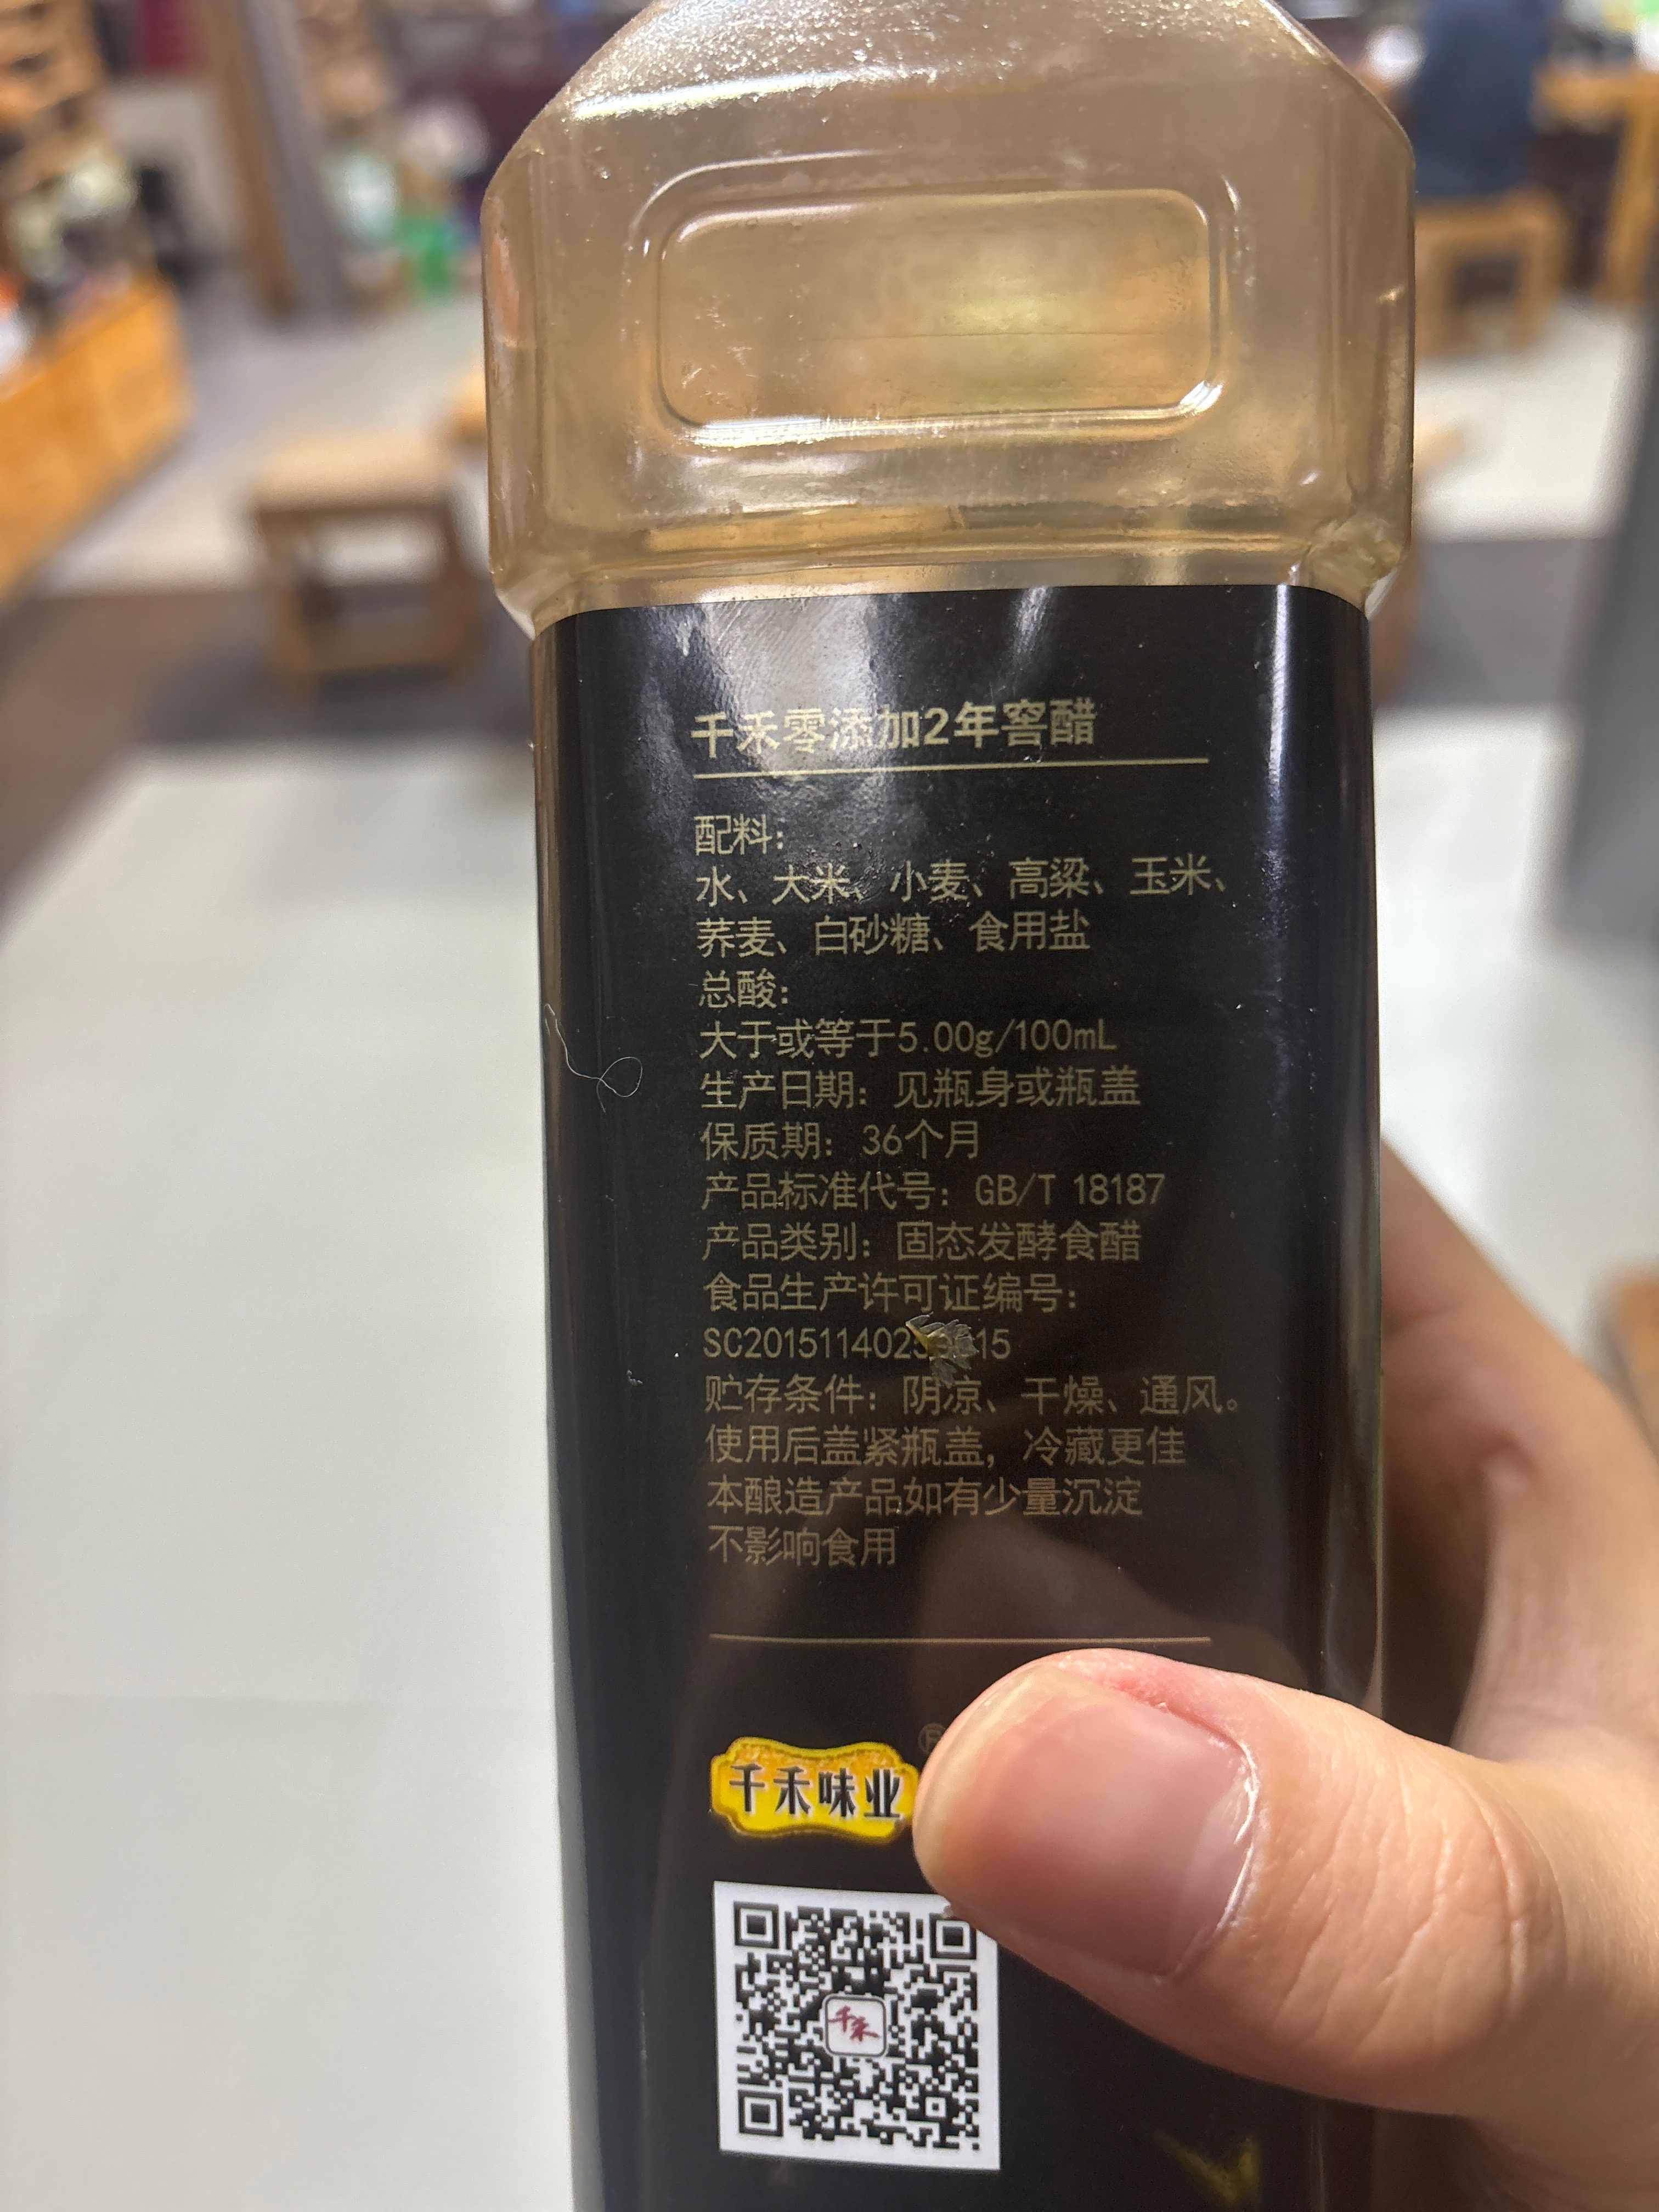 千禾零添加2年窖醋
配料:
水、大米、小麦、高粱、玉米、
荞麦、白砂糖、食用盐
总酸:
大于或等于5.00g/100mL
生产日期: 见瓶身或瓶盖
保质期: 36个月
产品标准代号: GB/T 18187
产品类别: 固态发酵食醋
食品生产许可证编号:
贮存条件: 阴凉、干燥、通风。
使用后盖紧瓶盖, 冷藏更佳
本酿造产品如有少量沉淀
不影响食用
®
千禾味业
千禾